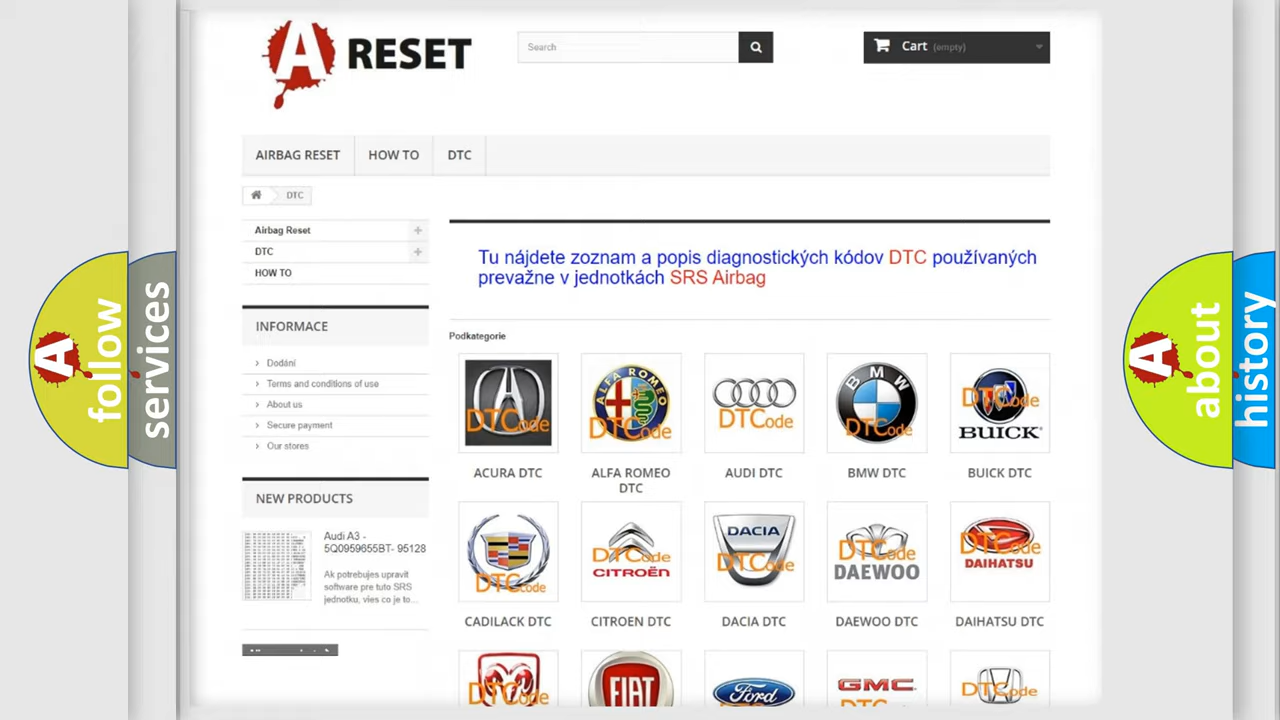 A RESET
Search
Cart (empty)
AIRBAG RESET
HOW TO
DTC
DTC
Airbag Reset
DTC
HOW TO
INFORMACE
Dodání
Terms and conditions of use
About us
Secure payment
Our stores
NEW PRODUCTS
Audi A3 -
5Q0959655BT- 95128
Ak potrebujes upravit
software pre tuto SRS
jednotku, vies co je to...
Tu nájdete zoznam a popis diagnostických kódov DTC používaných
prevažne v jednotkách SRS Airbag
Podkategorie
DTCode
ALFA ROMEO
DTCode
DTCode
BMW
DTCode
DTCode
BUICK
ACURA DTC
ALFA ROMEO
DTC
AUDI DTC
BMW DTC
BUICK DTC
DTCode
DTCode
CITROËN
DACIA
DTCode
DTCode
DAEWOO
DTCode
DAIHATSU
CADILACK DTC
CITROEN DTC
DACIA DTC
DAEWOO DTC
DAIHATSU DTC
DTCode
FIAT
Ford
DTCode
GMC
DTCode
A
follow
services
A
about
history